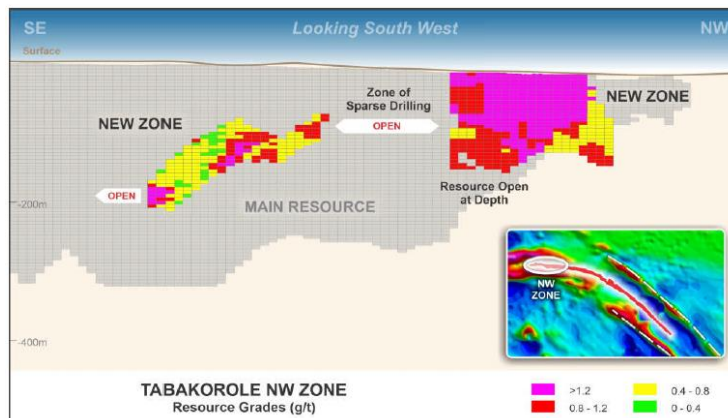 SE
Looking South West
NW
Surface
Zone of
Sparse Drilling
NEW ZONE
OPEN
NEW ZONE
OPEN
Resource Open
at Depth
-200m
MAIN RESOURCE
NW
ZONE
-400m
TABAKOROLE NW ZONE
Resource Grades (g/t)
>1.2
0.4 - 0.8
0.8 - 1.2
0 - 0.4